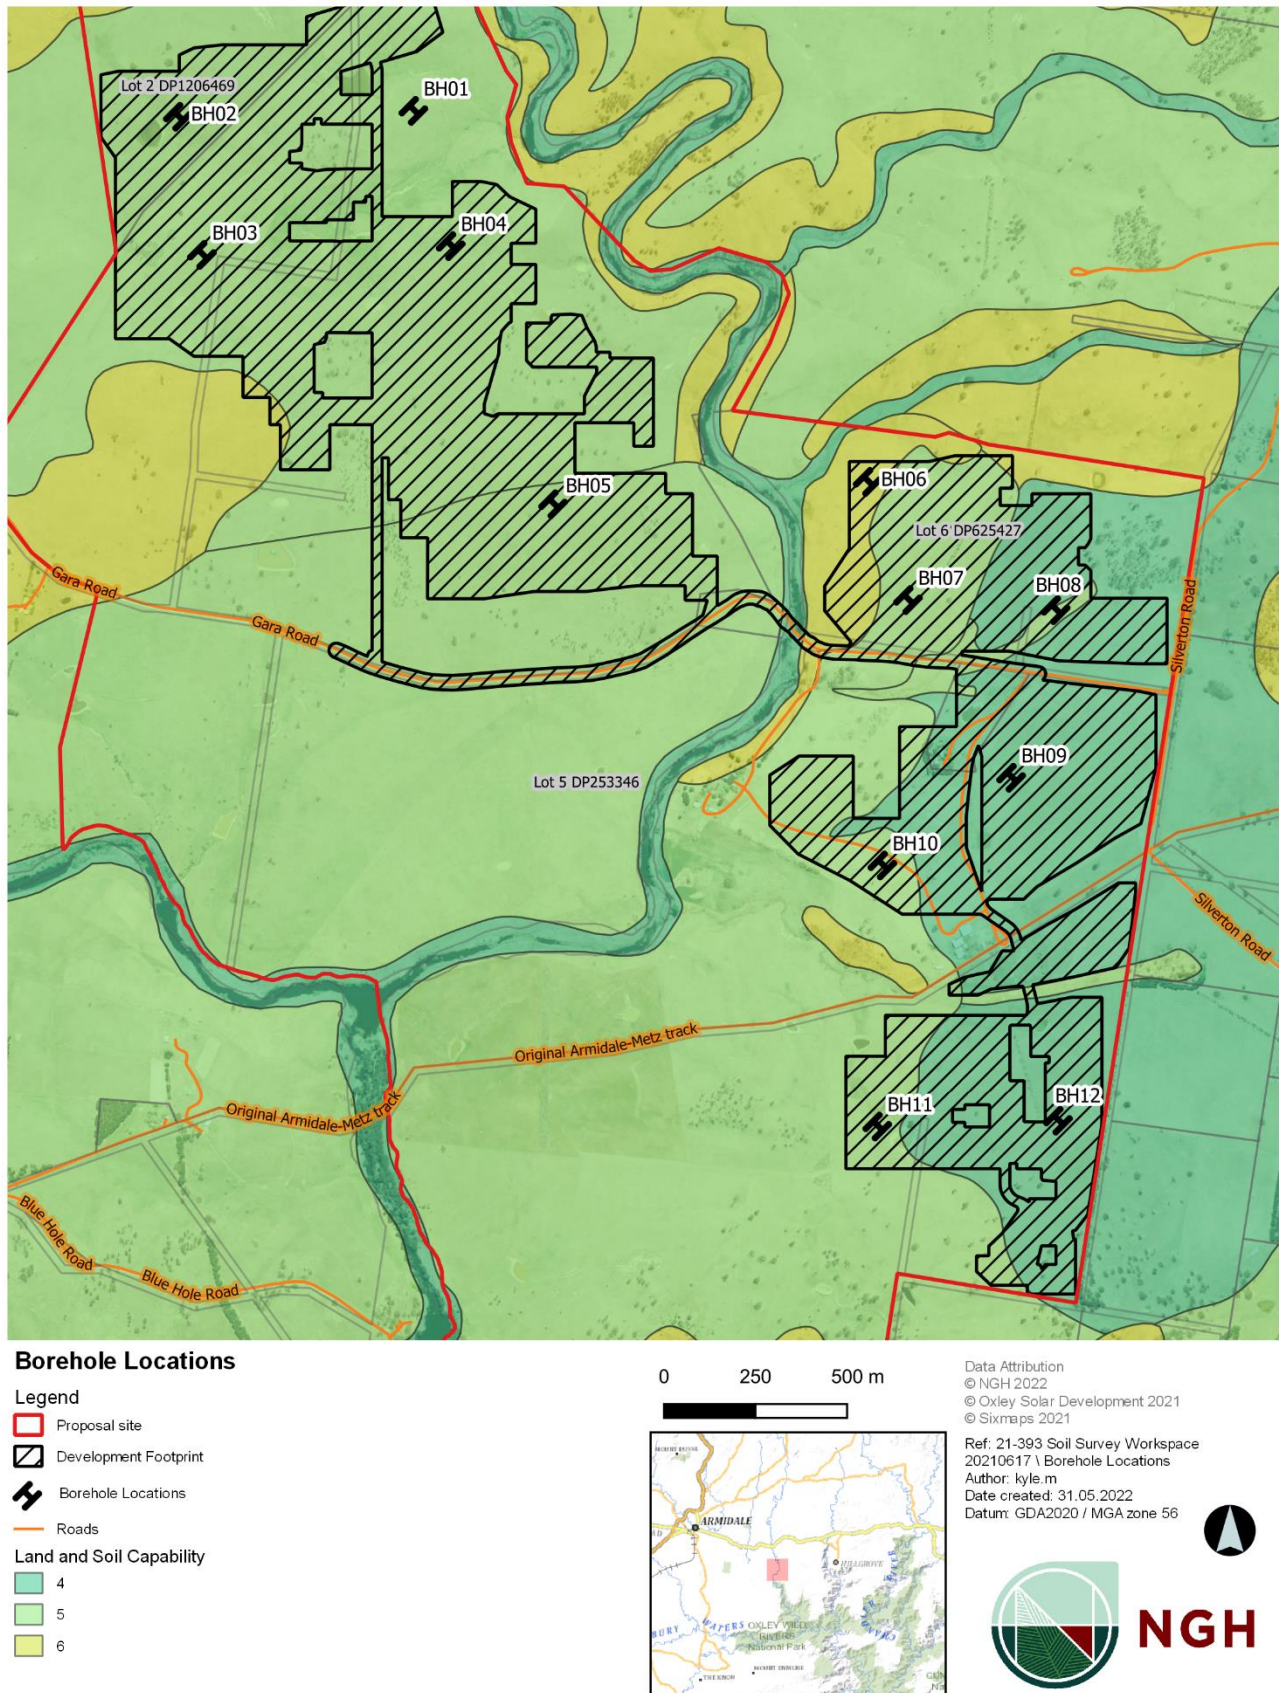 Lot 2 DP1206469
BH01
BH02
BH03
BH04
BH05
BH06
Lot 6 DP625427
BH07
BH08
Gara Road
Gara Road
Silverton Road
BH09
Lot 5 DP253346
BH10
Silverton Road
Original Armidale-Metz track
Original Armidale-Metz track
BH11
BH12
Blue Hole Road
Blue Hole Road
Borehole Locations
Legend
Proposal site
Development Footprint
Borehole Locations
Roads
Land and Soil Capability
4
5
6
0 250 500 m
ARMIDALE
HILLGROVE
WATERS
OXLEY WILD
RIVERS
National Park
Data Attribution
© NGH 2022
© Oxley Solar Development 2021
© Sixmaps 2021
Ref: 21-393 Soil Survey Workspace
20210617 \ Borehole Locations
Author: kyle.m
Date created: 31.05.2022
Datum: GDA2020 / MGA zone 56
NGH